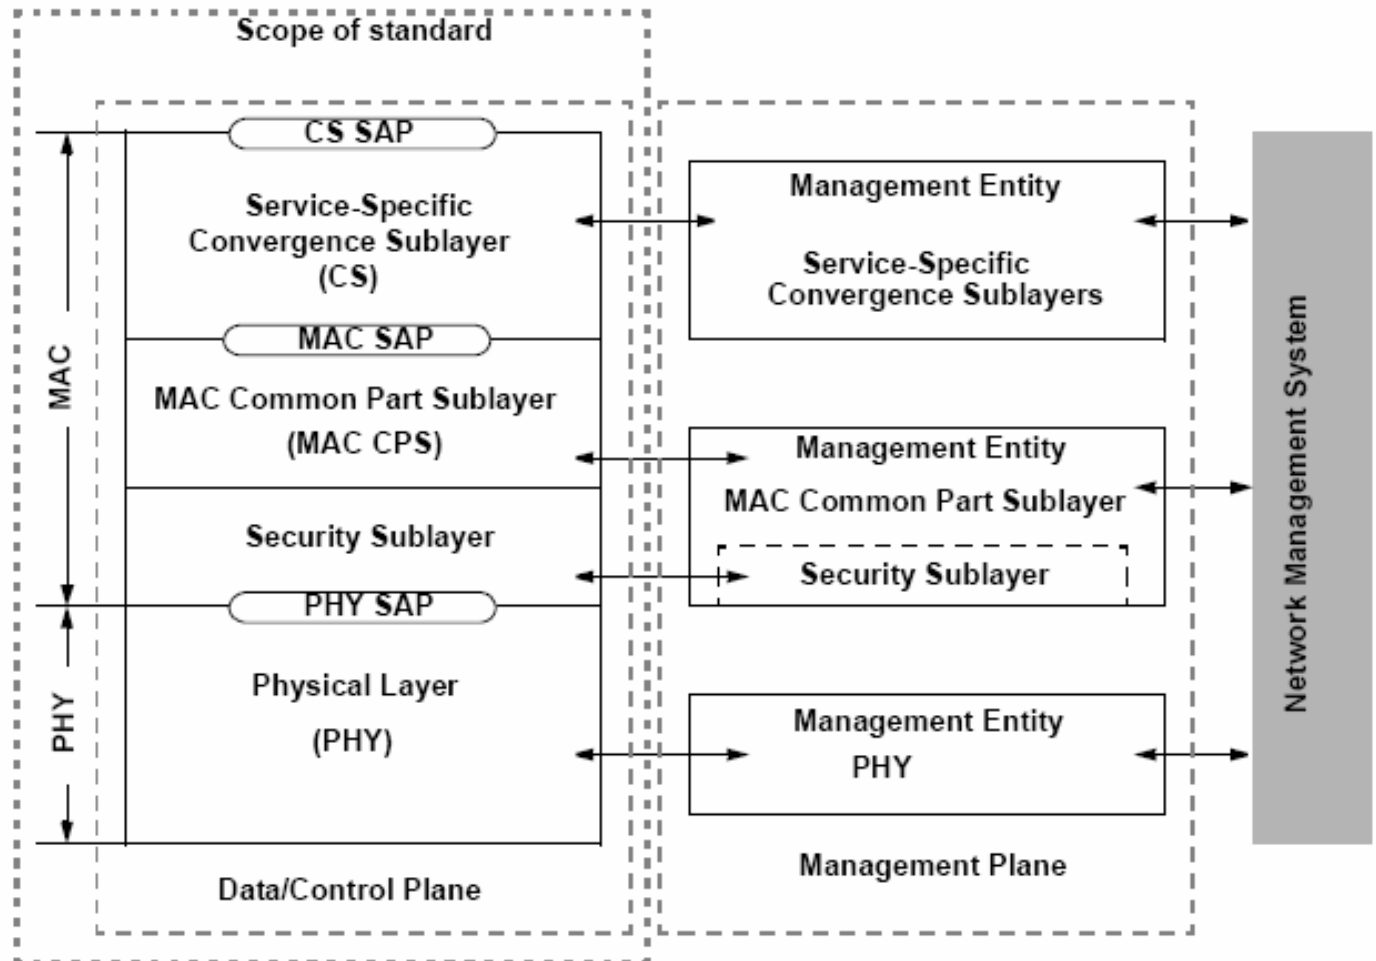 Scope of standard
CS SAP
Service-Specific
Convergence Sublayer
(CS)
MAC SAP
MAC Common Part Sublayer
(MAC CPS)
Security Sublayer
PHY SAP
Physical Layer
(PHY)
Data/Control Plane
MAC
PHY
Management Entity
Service-Specific
Convergence Sublayers
Management Entity
MAC Common Part Sublayer
Security Sublayer
Management Entity
PHY
Management Plane
Network Management System